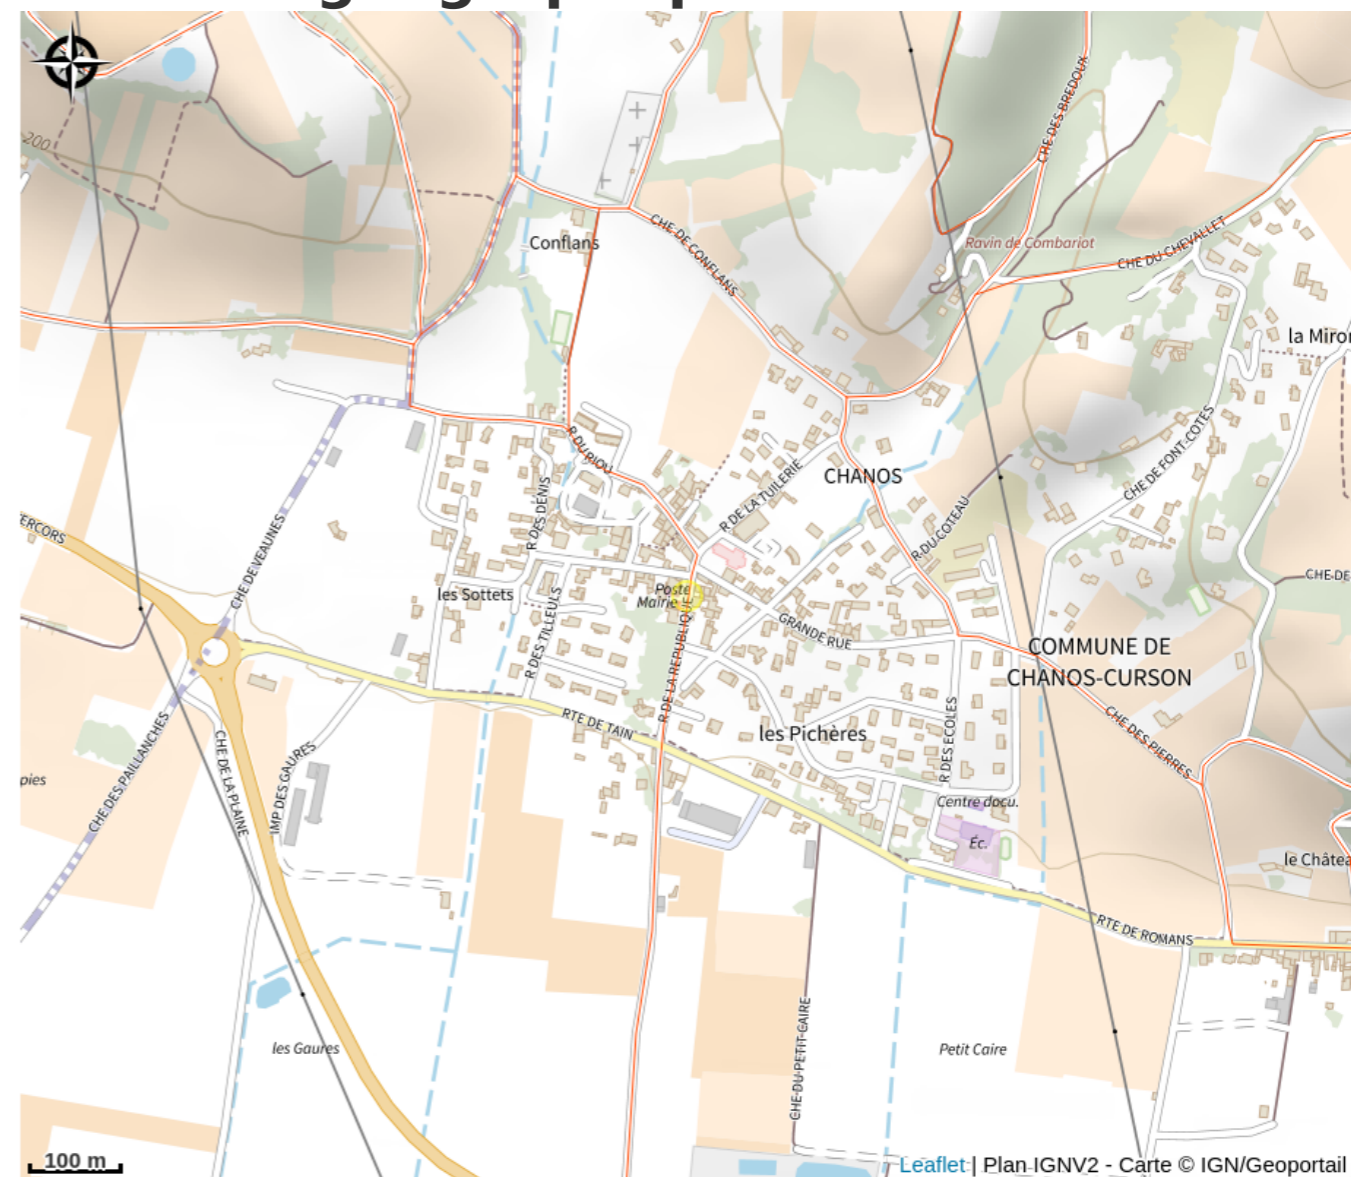 200
CHE DES BREDOUX
Conflans
CHE DE CONFLANS
Ravin de Combariot
CHE DU CHEVALLET
la Miror
R DU RIOU
CHE DE FONT-COTES
R DE LA TUILERIE
CHANOS
R DES DENIS
R DU COTEAU
ERCORS
CHE DE VEAUNES
les Sottets
Poste
Mairie
CHE-DE
R DES TILLEULS
GRANDE RUE
R DE LA REPUBLIQUE
COMMUNE DE
CHANOS-CURSON
RTE DE TAIN
les Pichères
R DES ECOLES
CHE DES PIERRES
CHE DES PAILLANCHES
CHE DE LA PLAINE
IMP DES GAURES
pies
Centre docu.
Éc.
le Châtea
RTE DE ROMANS
les Gaures
CHE-DU-PETIT-CAIRE
Petit Caire
100 m
Leaflet | Plan IGNV2 - Carte © IGN/Geoportail